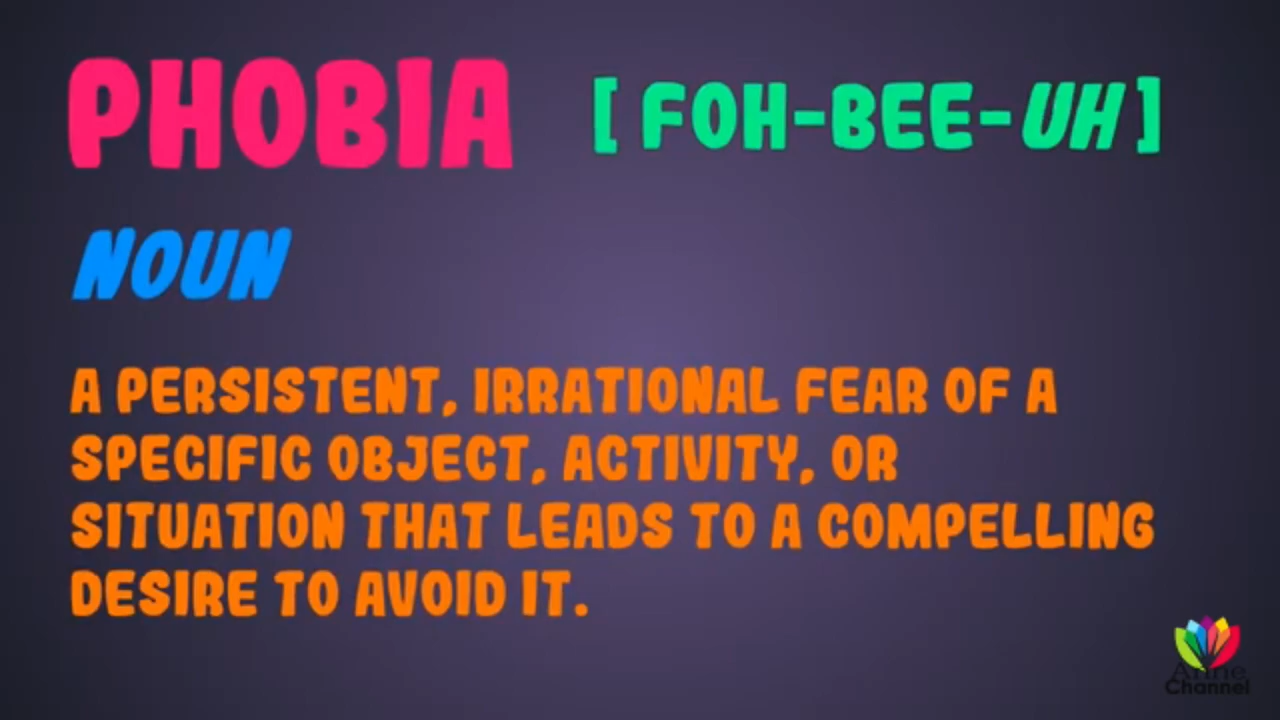 PHOBIA [FOH-BEE-UH]
NOUN
A PERSISTENT, IRRATIONAL FEAR OF A
SPECIFIC OBJECT, ACTIVITY, OR
SITUATION THAT LEADS TO A COMPELLING
DESIRE TO AVOID IT.
Anne
Channel